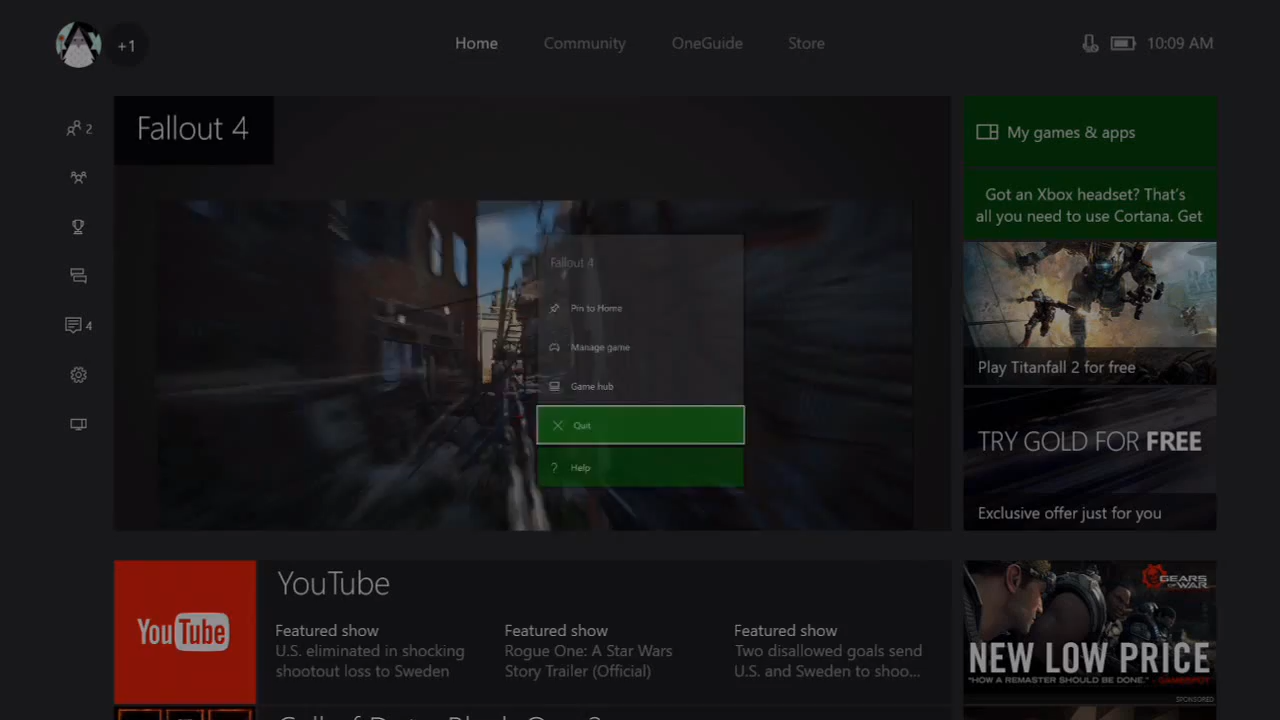 +1
Home
Community
OneGuide
Store
10:09 AM
2
4
Fallout 4
Fallout 4
Pin to Home
Manage game
Game hub
Quit
? Help
My games & apps
Got an Xbox headset? That's
all you need to use Cortana. Get
Play Titanfall 2 for free
TRY GOLD FOR FREE
Exclusive offer just for you
YouTube
YouTube
Featured show
U.S. eliminated in shocking
shootout loss to Sweden
Featured show
Rogue One: A Star Wars
Story Trailer (Official)
Featured show
Two disallowed goals send
U.S. and Sweden to shoo...
GEARS
OF WAR
NEW LOW PRICE
"HOW A REMASTER SHOULD BE DONE." - GAMESPOT
SPONSORED